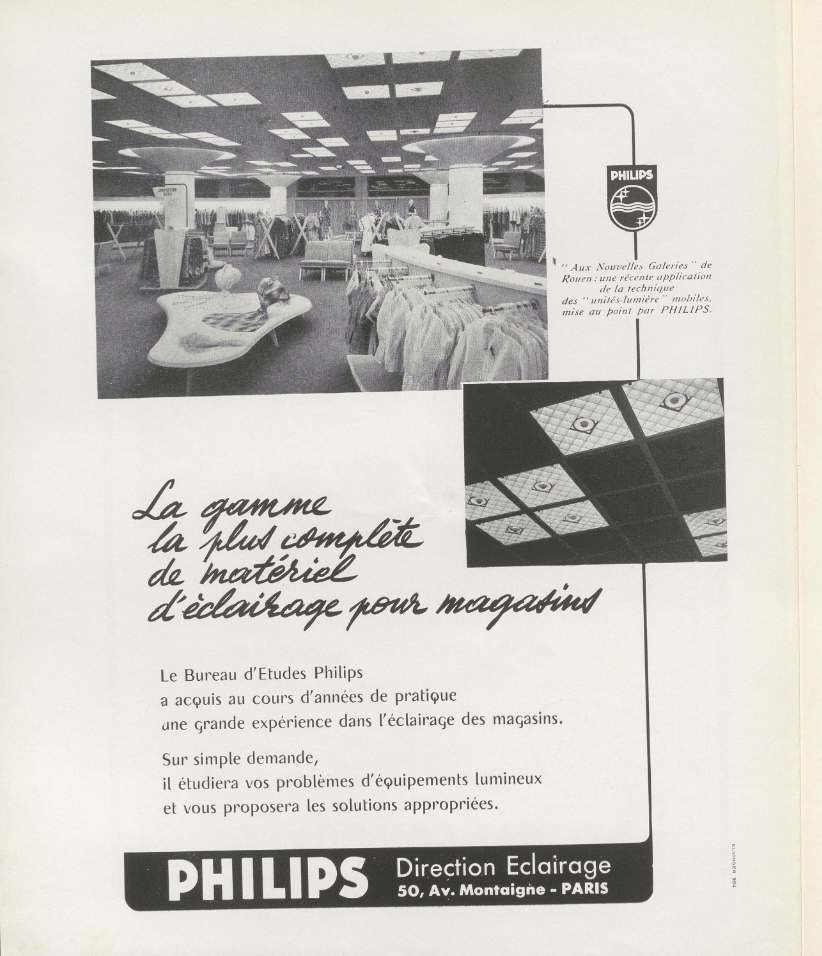 PHILIPS
"Aux Nouvelles Galeries" de
Rouen : une récente application
de la technique
des "unités-lumière" mobiles,
mise au point par PHILIPS.
La gamme
la plus complète
de matériel
d'éclairage pour magasins
Le Bureau d'Etudes Philips
a acquis au cours d'années de pratique
une grande expérience dans l'éclairage des magasins.
Sur simple demande,
il étudiera vos problèmes d'équipements lumineux
et vous proposera les solutions appropriées.
PHILIPS
Direction Eclairage
50, Av. Montaigne - PARIS
ELVINGER 304